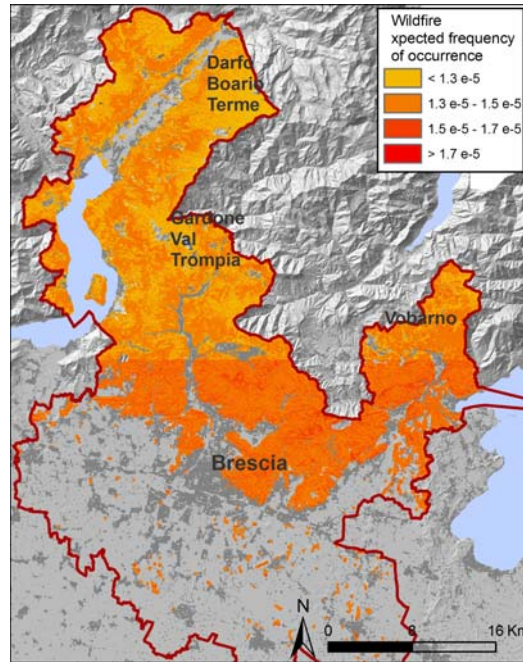 Wildfire
xpected frequency
of occurrence
< 1.3 e-5
1.3 e-5 - 1.5 e-5
1.5 e-5 - 1.7 e-5
> 1.7 e-5
Darfo
Boario
Terme
Gardone
Val
Trompia
Vobarno
Brescia
N
0 8 16 Km